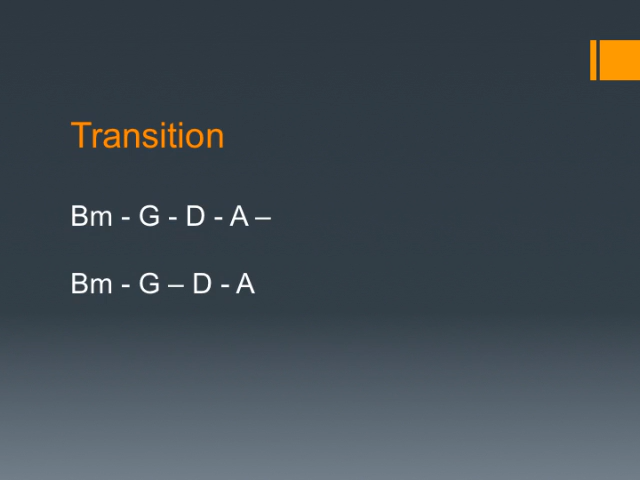 Transition
Bm - G - D - A –
Bm - G – D - A